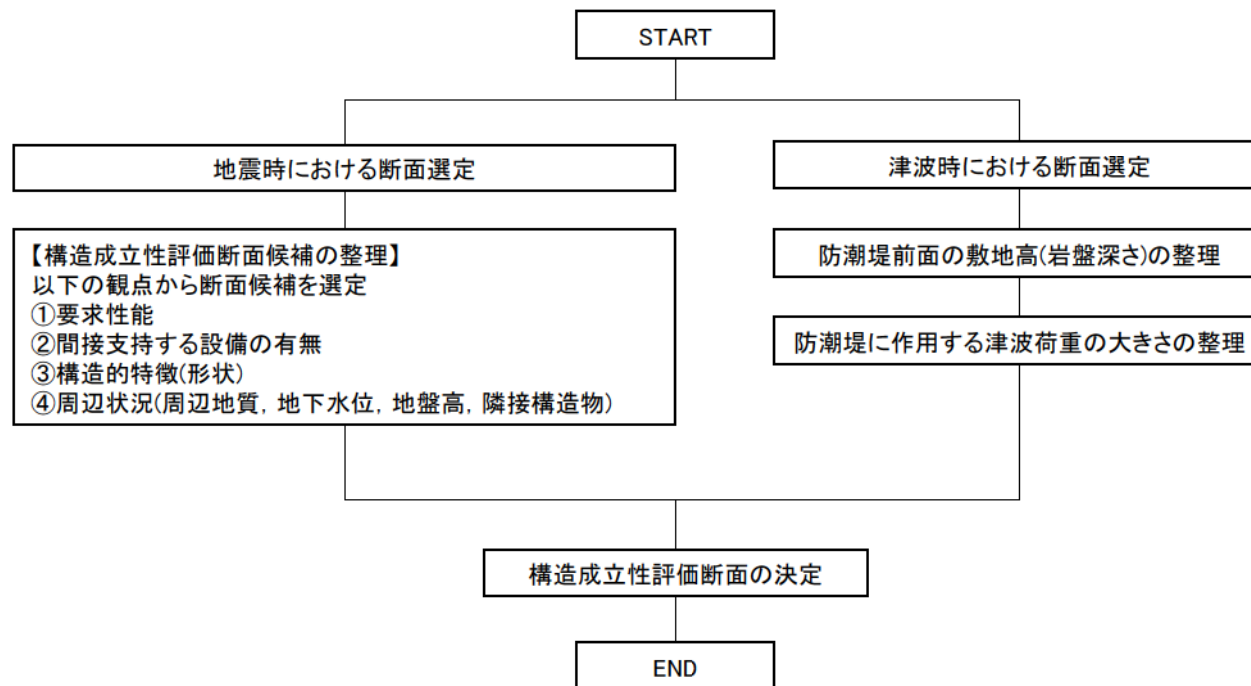 START
地震時における断面選定
【構造成立性評価断面候補の整理】
以下の観点から断面候補を選定
①要求性能
②間接支持する設備の有無
③構造的特徴(形状)
④周辺状況(周辺地質, 地下水位, 地盤高, 隣接構造物)
津波時における断面選定
防潮堤前面の敷地高(岩盤深さ)の整理
防潮堤に作用する津波荷重の大きさの整理
構造成立性評価断面の決定
END